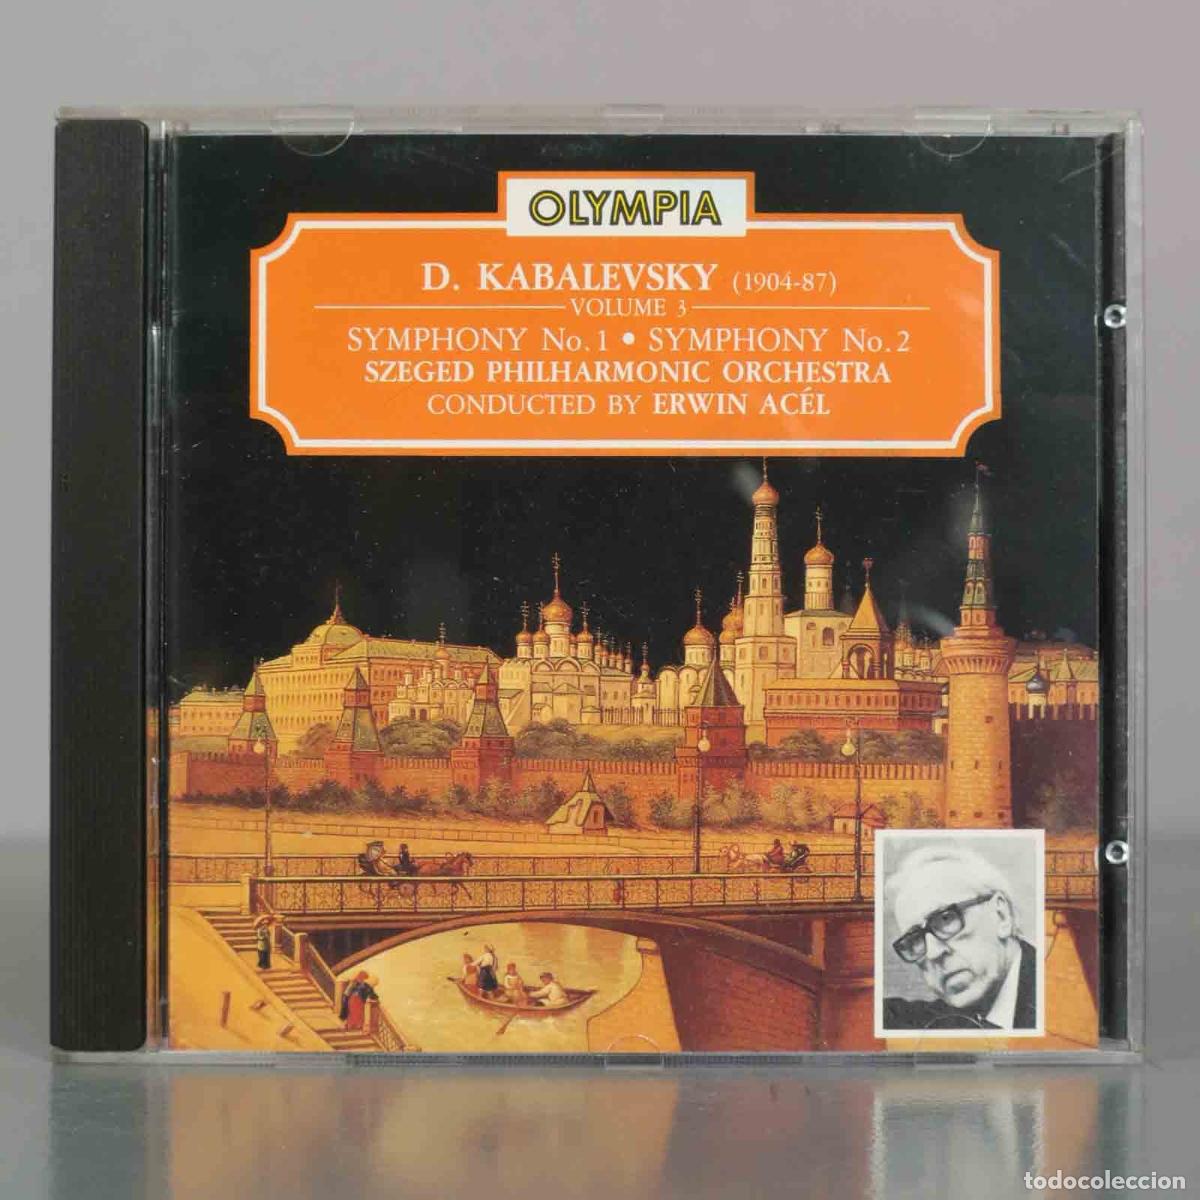 OLYMPIA
D. KABALEVSKY (1904-87)
VOLUME 3
SYMPHONY No. 1 • SYMPHONY No. 2
SZEGED PHILHARMONIC ORCHESTRA
CONDUCTED BY ERWIN ACÉL
todocoleccion